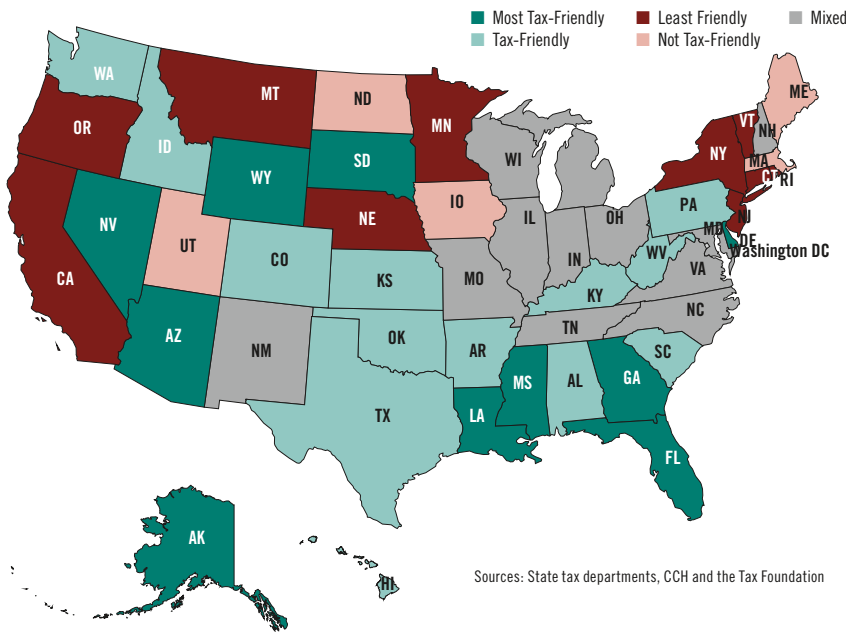 Most Tax-Friendly
Least Friendly
Mixed
Tax-Friendly
Not Tax-Friendly
WA
MT
ND
MN
ME
VT
NH
OR
ID
SD
WI
NY
MA
CT
RI
WY
IO
NE
PA
NJ
NV
UT
CO
IL
IN
OH
MD
DE
Washington DC
WV
VA
CA
KS
MO
KY
AZ
NM
OK
AR
TN
NC
SC
TX
LA
MS
AL
GA
FL
AK
HI
Sources: State tax departments, CCH and the Tax Foundation